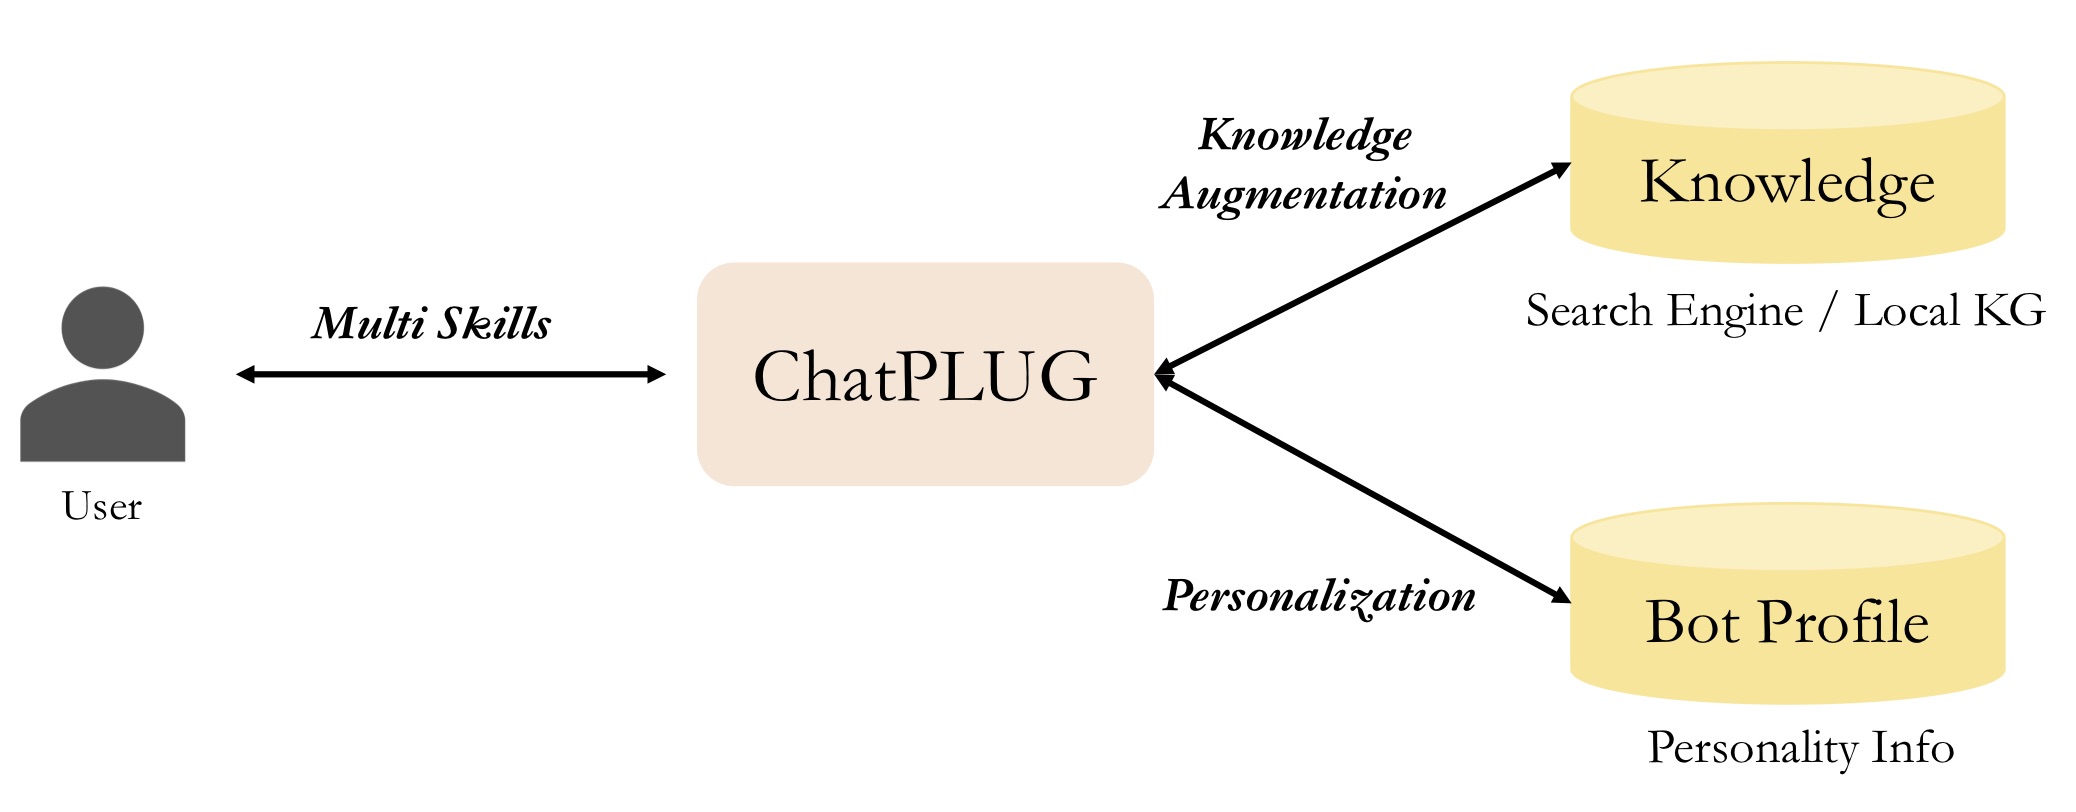 Knowledge
Augmentation
Knowledge
Search Engine / Local KG
Multi Skills
ChatPLUG
User
Personalization
Bot Profile
Personality Info